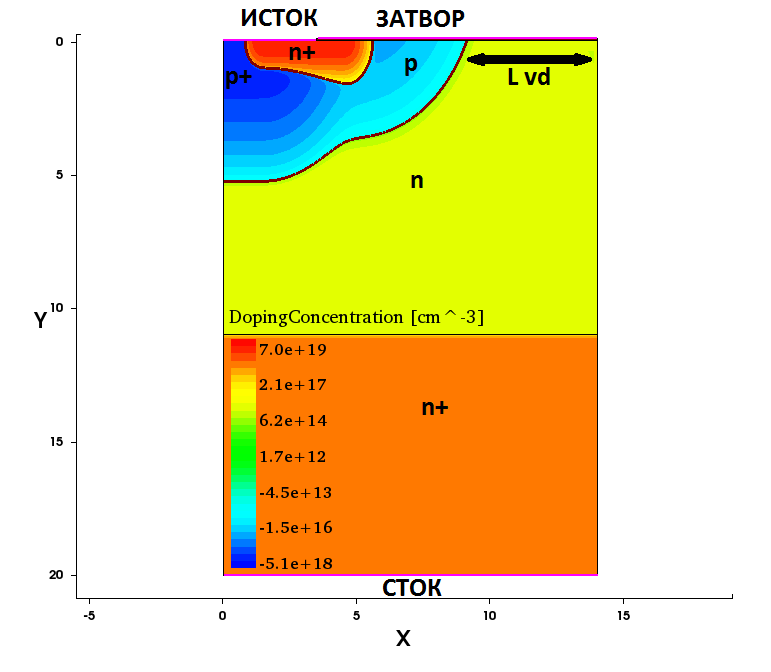 ИСТОК ЗАТВОР
0
n+
p
p+
L vd
5
n
Y
10
DopingConcentration [cm^-3]
7.0e+19
2.1e+17
n+
6.2e+14
15
1.7e+12
-4.5e+13
-1.5e+16
-5.1e+18
20
СТОК
-5 0 5 10 15
X